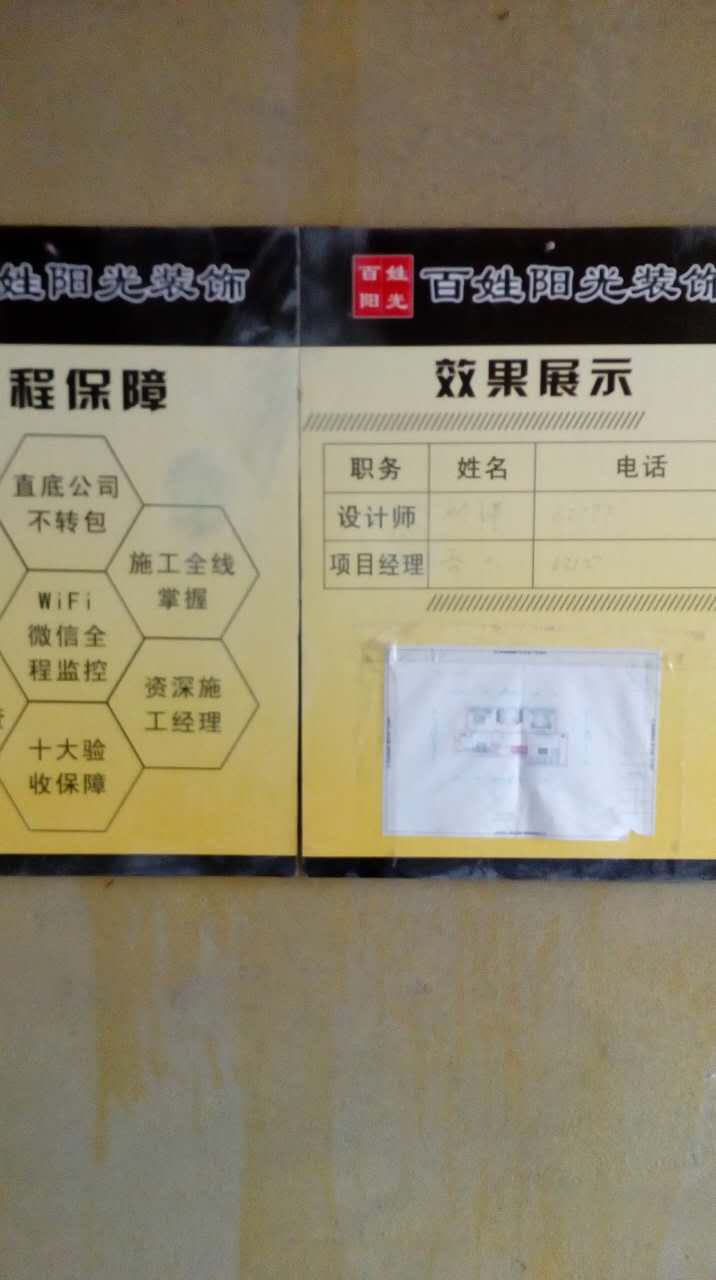 姓阳光装饰
程保障
直底公司
不转包
施工全线
掌握
WiFi
微信全
程监控
资深施
工经理
十大验
收保障
百姓
阳光
百姓阳光装饰
效果展示
职务 姓名 电话
设计师
项目经理